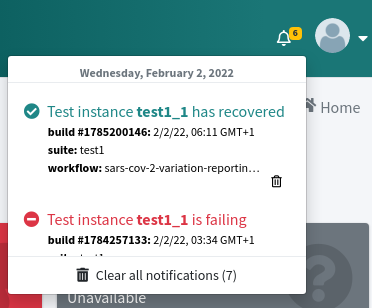 6
Wednesday, February 2, 2022
Test instance test1_1 has recovered
build #1785200146: 2/2/22, 06:11 GMT+1
suite: test1
workflow: sars-cov-2-variation-reportin…
Home
Test instance test1_1 is failing
build #1784257133: 2/2/22, 03:34 GMT+1
Clear all notifications (7)
Unavailable